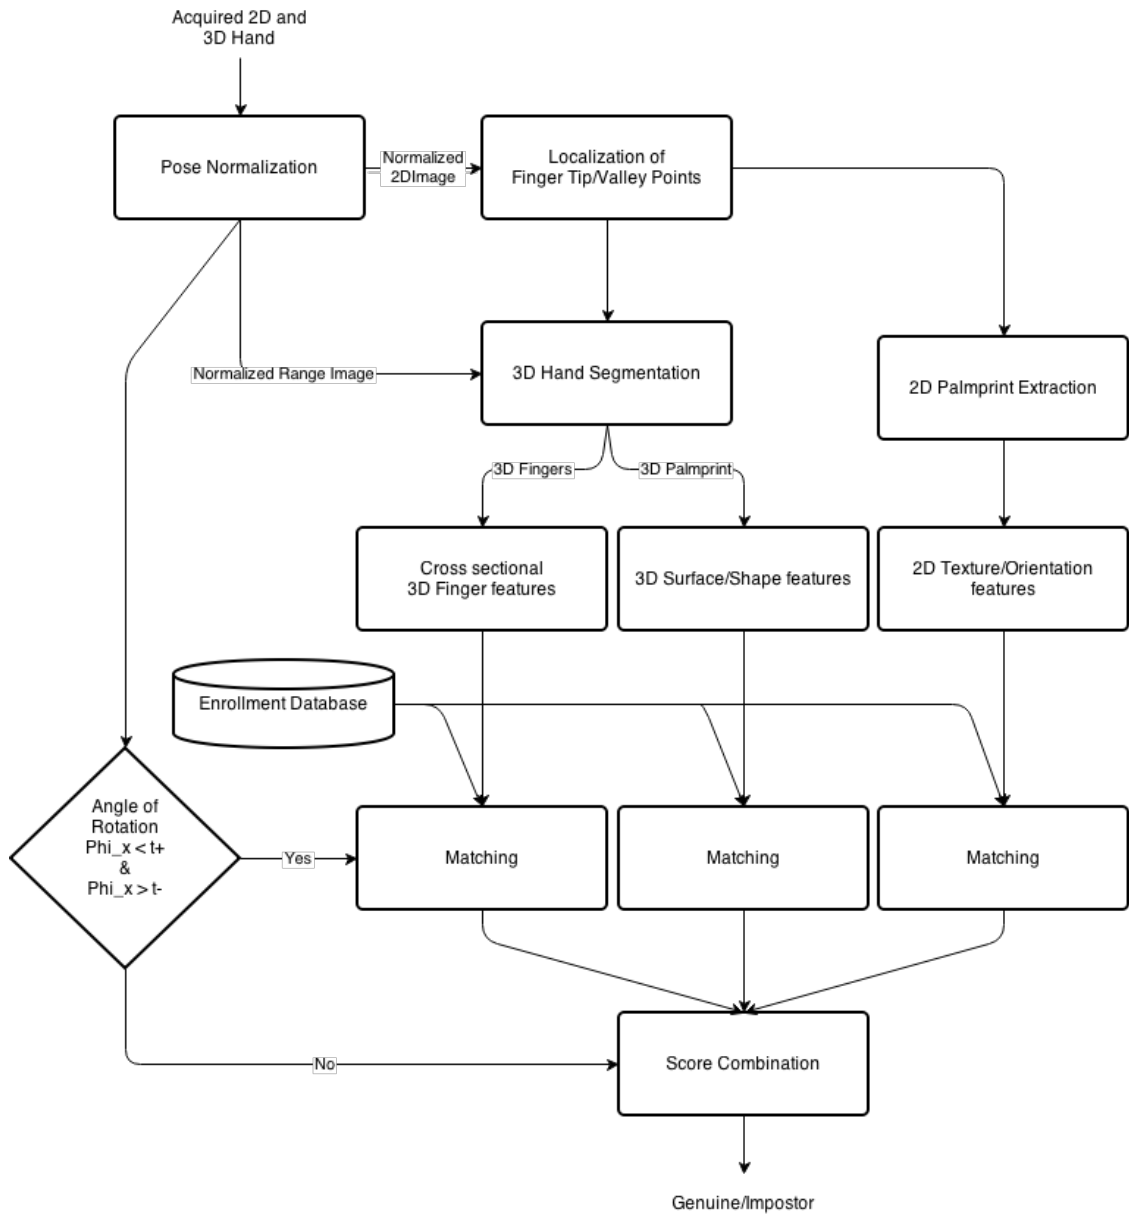 Acquired 2D and
3D Hand
Pose Normalization
Normalized
2DImage
Localization of
Finger Tip/Valley Points
Normalized Range Image
3D Hand Segmentation
2D Palmprint Extraction
3D Fingers
3D Palmprint
Cross sectional
3D Finger features
3D Surface/Shape features
2D Texture/Orientation
features
Enrollment Database
Angle of
Rotation
Phi_x < t+
&
Phi_x > t-
Yes
Matching
Matching
Matching
No
Score Combination
Genuine/Impostor